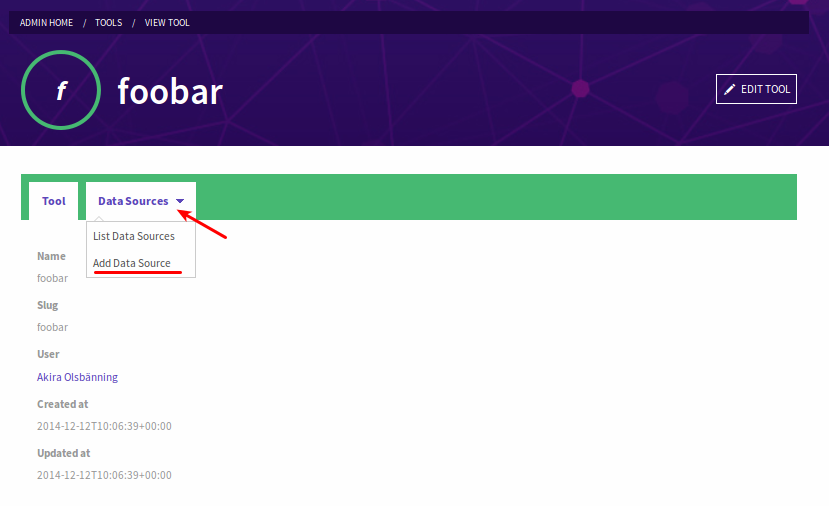 ADMIN HOME / TOOLS / VIEW TOOL
f
foobar
EDIT TOOL
Tool
Data Sources
List Data Sources
Add Data Source
Name
foobar
Slug
foobar
User
Akira Olsbänning
Created at
2014-12-12T10:06:39+00:00
Updated at
2014-12-12T10:06:39+00:00